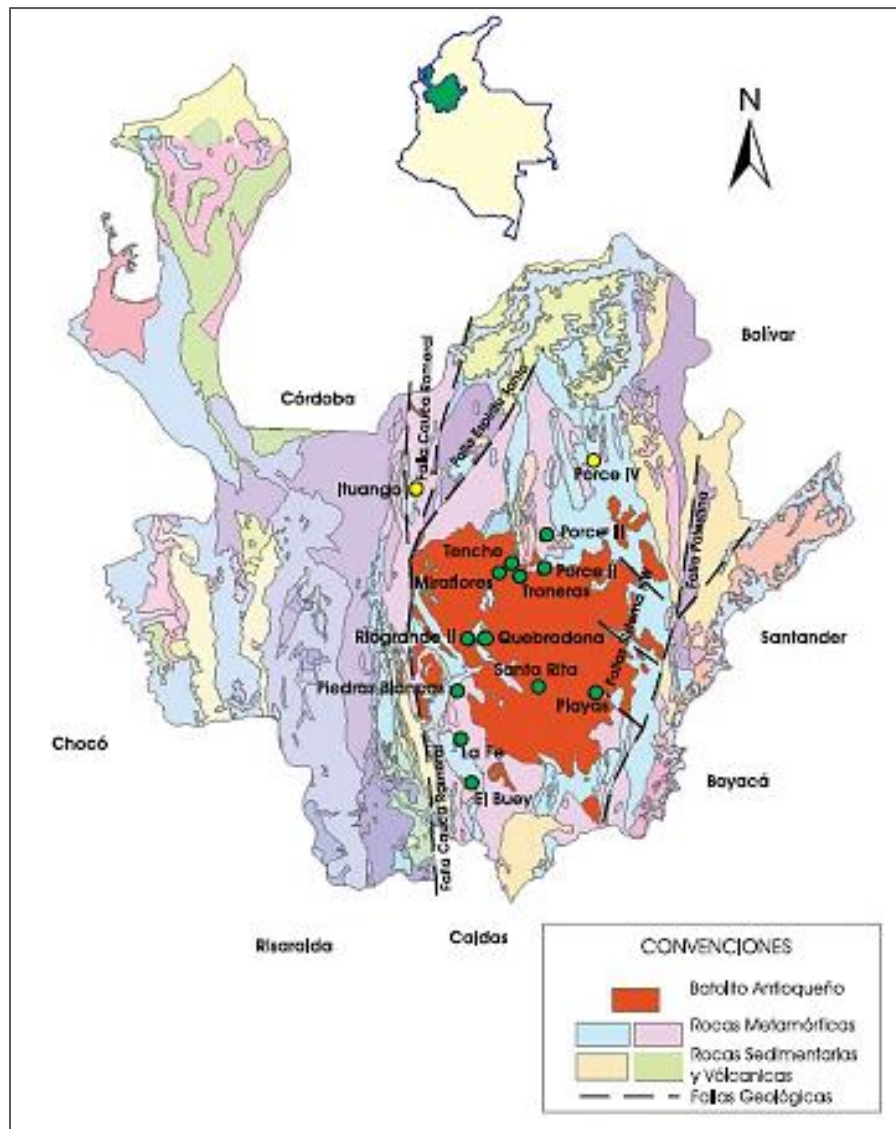 N
Bolívar
Córdoba
Falla Cauca Romeral
Falla Espiritu Santo
Ituango
Porce IV
Falla Palestina
Porce III
Tenche
Porce II
Miraflores
Troneras
Riogrande II
Quebradona
Santander
Santa Rita
Piedras Blancas
Playas
Chocó
La Fe
Boyacá
El Buey
Falla Cauca Romeral
Caldas
Risaralda
CONVENCIONES
Batolito Antioqueño
Rocas Metamórficas
Rocas Sedimentarias
y Vólcanicas
Fallas Geológicas